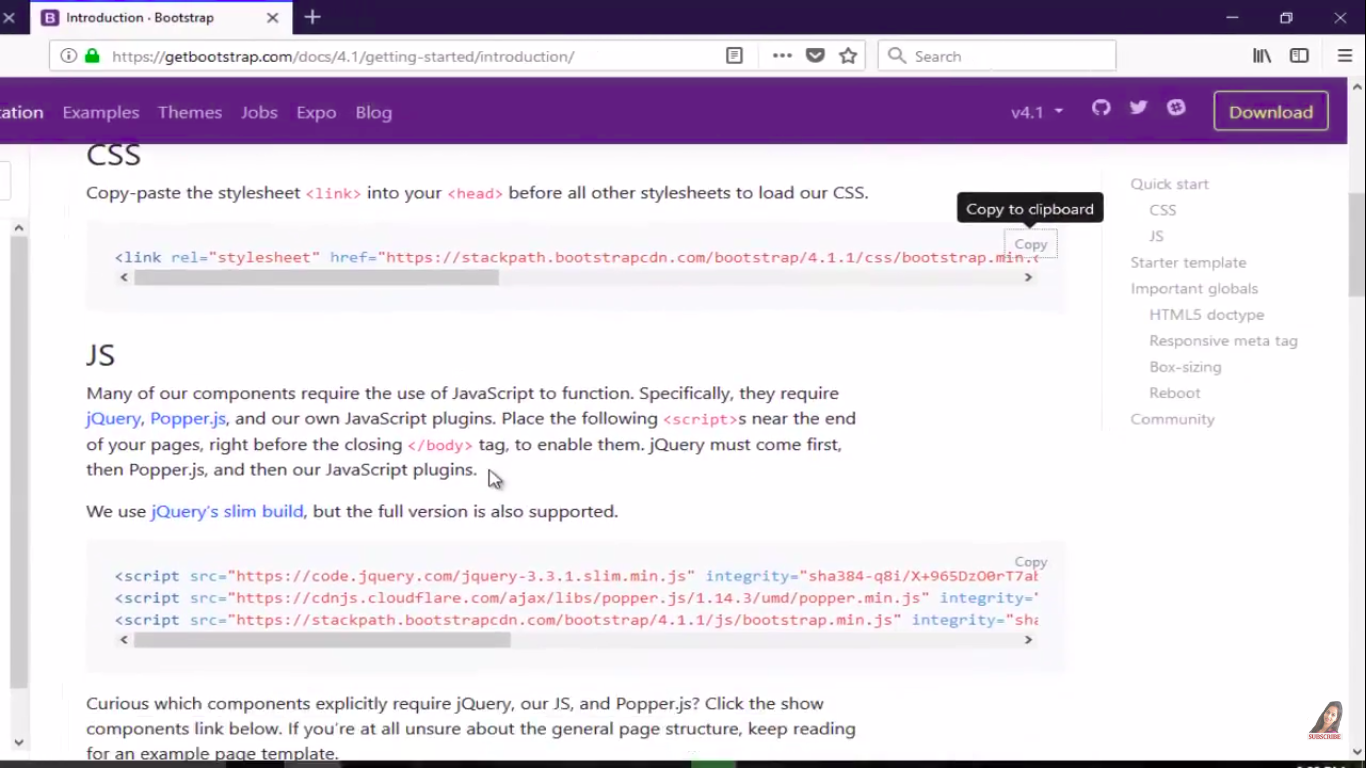 Introduction · Bootstrap
https://getbootstrap.com/docs/4.1/getting-started/introduction/
Search
tation Examples Themes Jobs Expo Blog v4.1 Download
CSS
Copy-paste the stylesheet <link> into your <head> before all other stylesheets to load our CSS.
Copy to clipboard
Copy
<link rel="stylesheet" href="https://stackpath.bootstrapcdn.com/bootstrap/4.1.1/css/bootstrap.min.c
JS
Many of our components require the use of JavaScript to function. Specifically, they require
jQuery, Popper.js, and our own JavaScript plugins. Place the following <script>s near the end
of your pages, right before the closing </body> tag, to enable them. jQuery must come first,
then Popper.js, and then our JavaScript plugins.
We use jQuery's slim build, but the full version is also supported.
Copy
<script src="https://code.jquery.com/jquery-3.3.1.slim.min.js" integrity="sha384-q8i/X+965DzO0rT7ab
<script src="https://cdnjs.cloudflare.com/ajax/libs/popper.js/1.14.3/umd/popper.min.js" integrity="
<script src="https://stackpath.bootstrapcdn.com/bootstrap/4.1.1/js/bootstrap.min.js" integrity="sha
Curious which components explicitly require jQuery, our JS, and Popper.js? Click the show
components link below. If you're at all unsure about the general page structure, keep reading
for an example page template.
Quick start
CSS
JS
Starter template
Important globals
HTML5 doctype
Responsive meta tag
Box-sizing
Reboot
Community
SUBSCRIBE